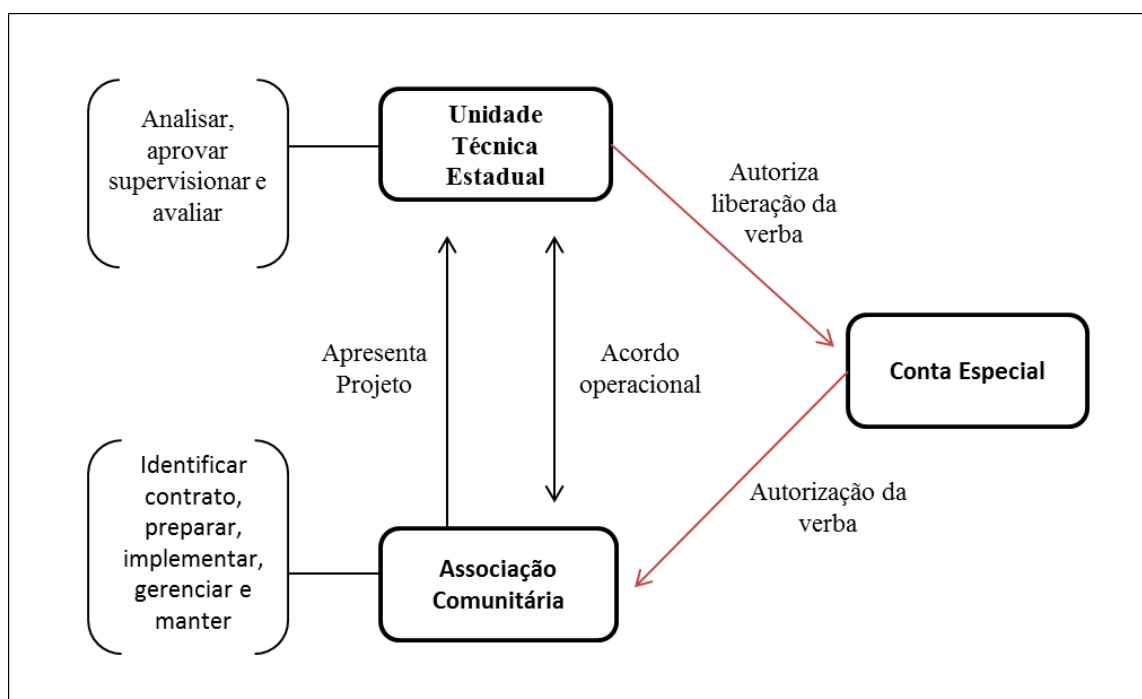 Analisar,
aprovar
supervisionar e
avaliar
Unidade
Técnica
Estadual
Autoriza
liberação da
verba
Apresenta
Projeto
Acordo
operacional
Conta Especial
Identificar
contrato,
preparar,
implementar,
gerenciar e
manter
Associação
Comunitária
Autorização da
verba